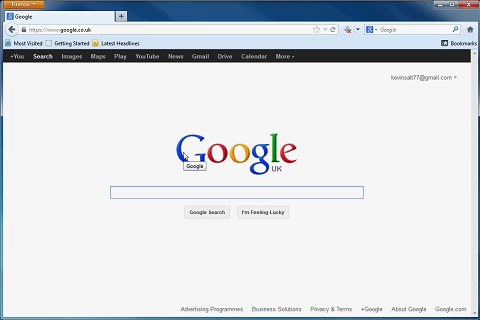 Firefox
Google
https://www.google.co.uk
Google
Most Visited Getting Started Latest Headlines Bookmarks
+You Search Images Maps Play YouTube News Gmail Drive Calendar More
kevinsalt77@gmail.com
Google
UK
Google
Google Search I'm Feeling Lucky
Advertising Programmes Business Solutions Privacy & Terms +Google About Google Google.com